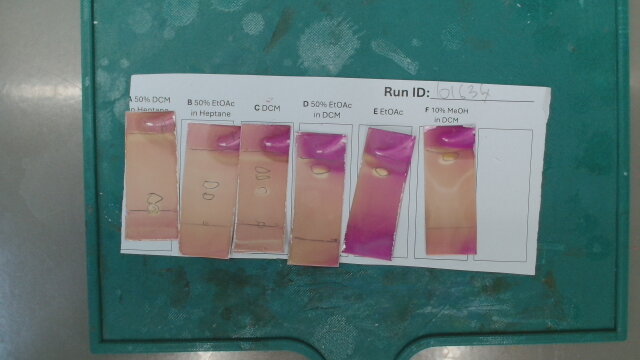 Run ID:
A 50% DCM
in Heptane
B 50% EtOAc
in Heptane
C DCM
D 50% EtOAc
in DCM
E EtOAc
F 10% MeOH
in DCM